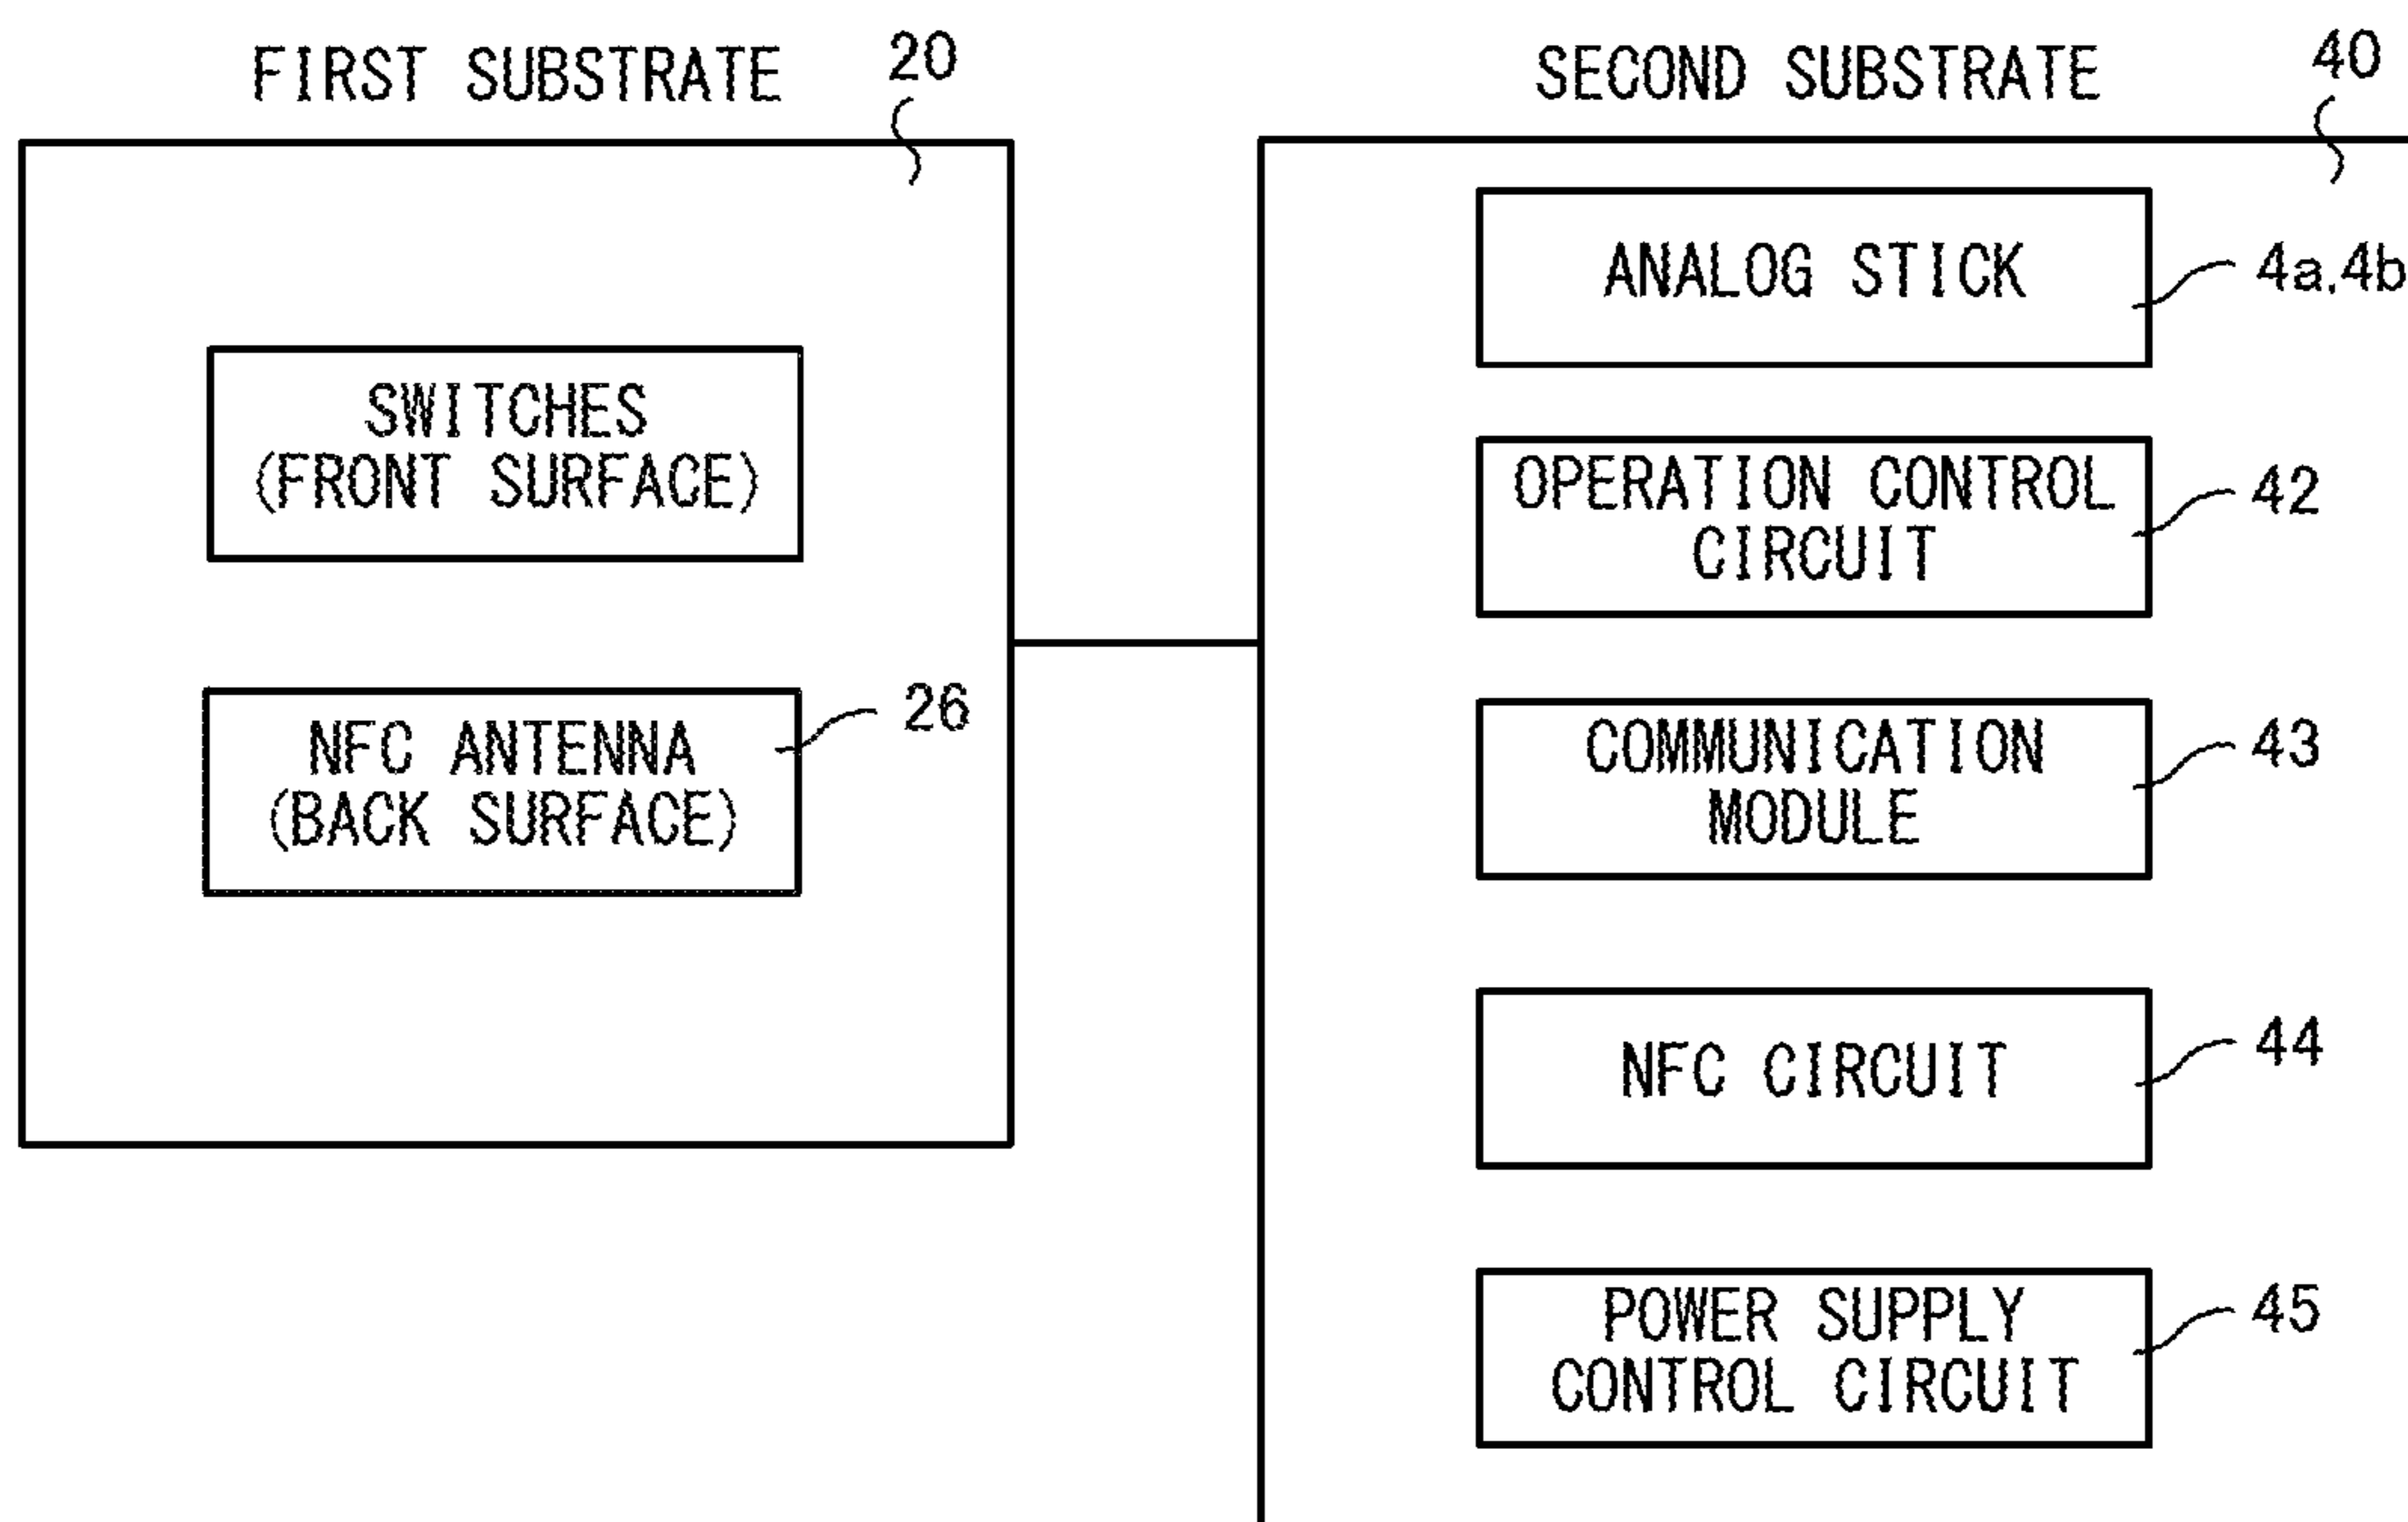 FIRST SUBSTRATE
20
SWITCHES
(FRONT SURFACE)
NFC ANTENNA
(BACK SURFACE)
26
SECOND SUBSTRATE
40
ANALOG STICK
4a,4b
OPERATION CONTROL
CIRCUIT
42
COMMUNICATION
MODULE
43
NFC CIRCUIT
44
POWER SUPPLY
CONTROL CIRCUIT
45